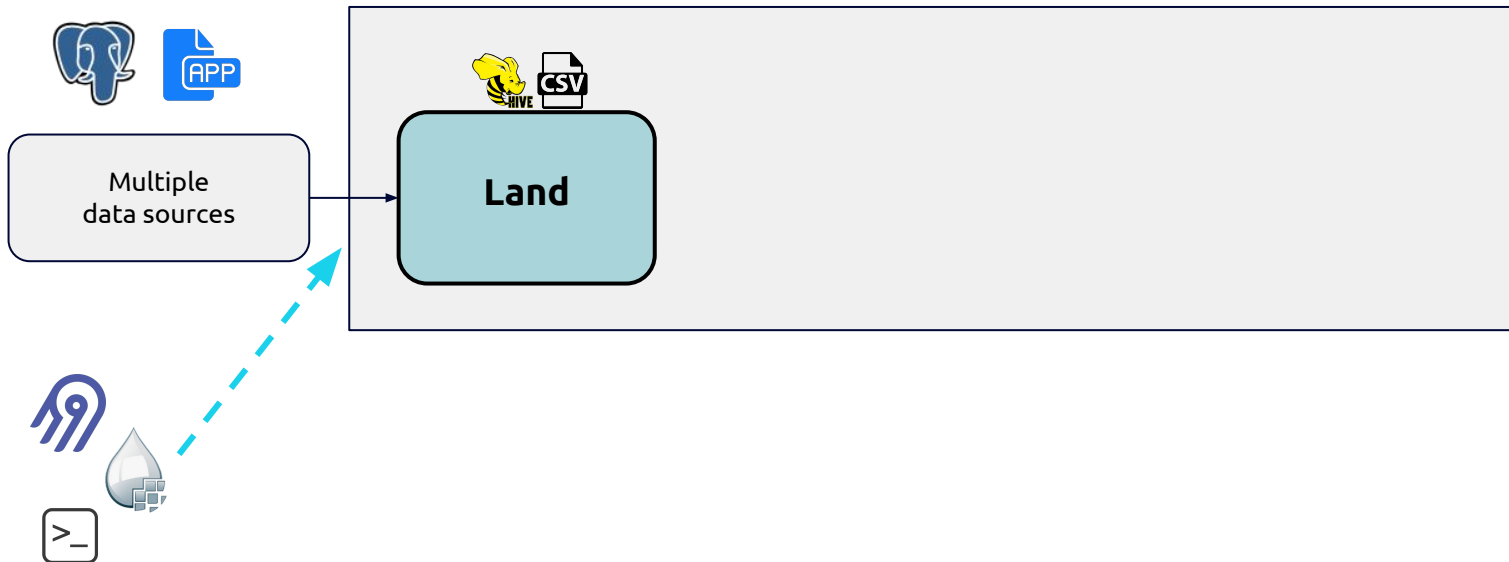 APP
HIVE
CSV
Multiple
data sources
Land
>_